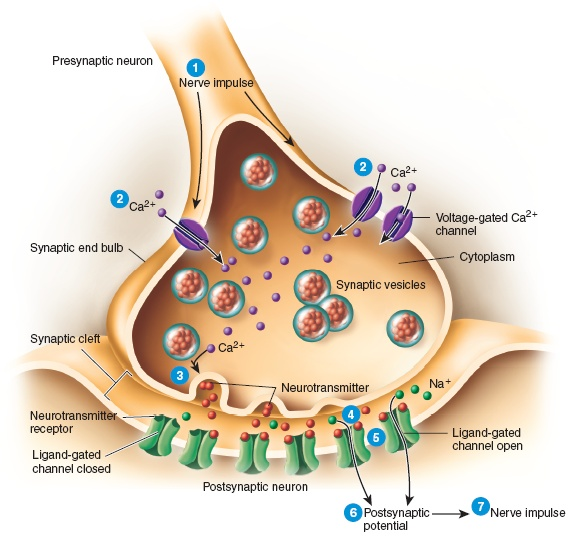 Presynaptic neuron
1
Nerve impulse
2
Ca2+
2
Ca2+
Voltage-gated Ca2+
channel
Synaptic end bulb
Cytoplasm
Synaptic vesicles
Synaptic cleft
Ca2+
3
Neurotransmitter
Na+
Neurotransmitter
receptor
4
5
Ligand-gated
channel closed
Ligand-gated
channel open
Postsynaptic neuron
6 Postsynaptic
potential
7 Nerve impulse